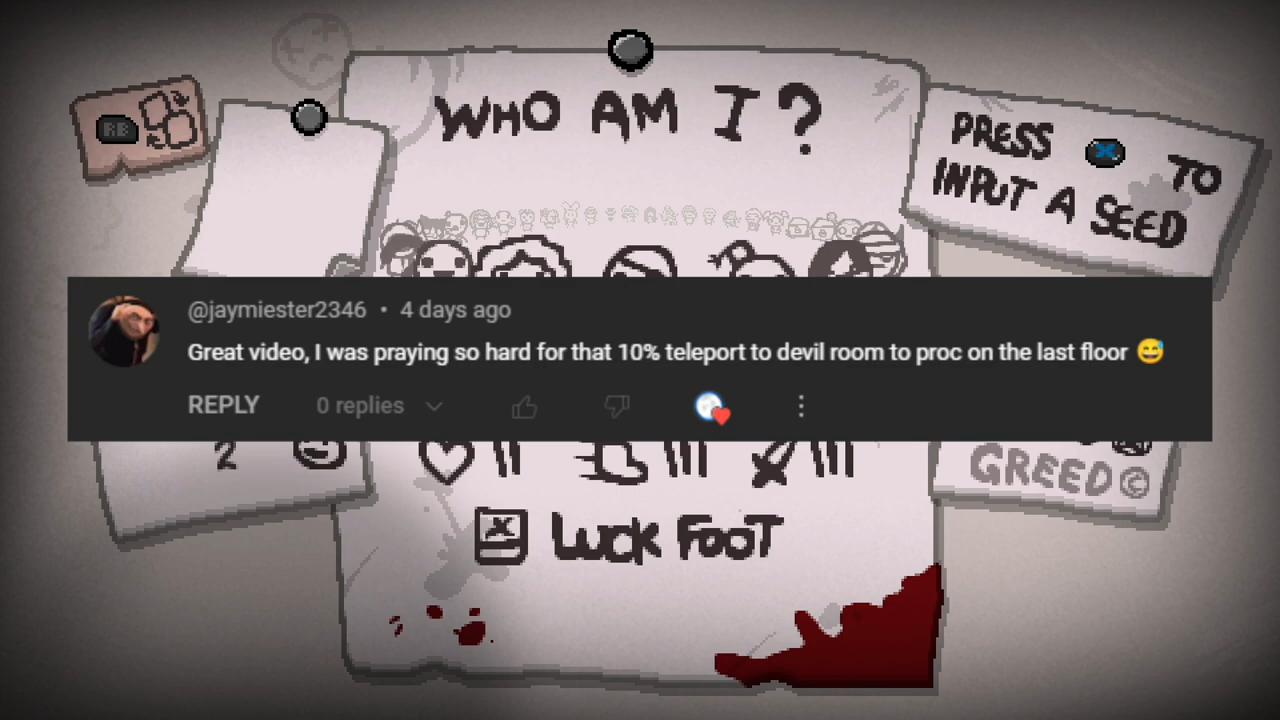 WHO AM I?
RB
PRESS X TO
INPUT A SEED
@jaymiester2346 • 4 days ago
Great video, I was praying so hard for that 10% teleport to devil room to proc on the last floor 😅
REPLY 0 replies
2
GREED©
LUCK FOOT